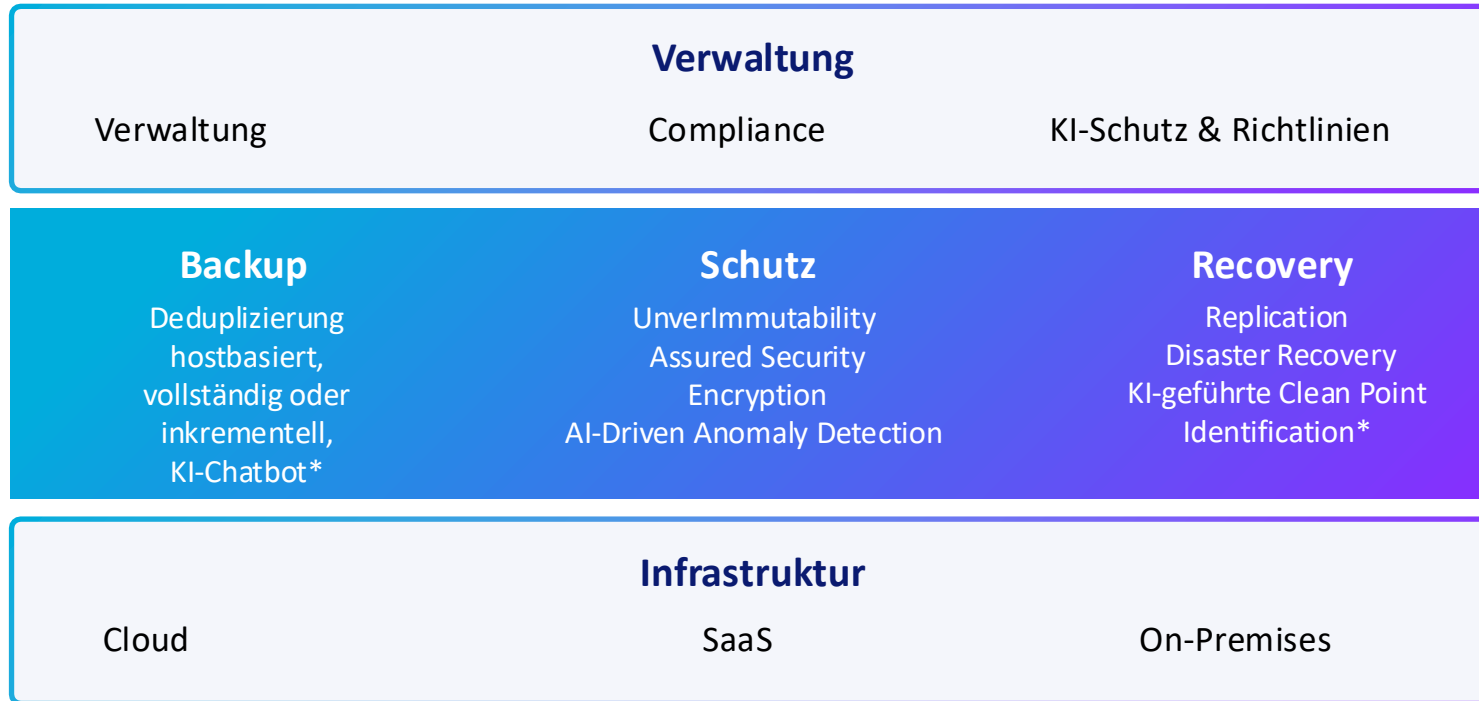 Verwaltung
Verwaltung Compliance KI-Schutz & Richtlinien
Backup
Deduplizierung
hostbasiert,
vollständig oder
inkrementell,
KI-Chatbot*
Schutz
UnverImmutability
Assured Security
Encryption
AI-Driven Anomaly Detection
Recovery
Replication
Disaster Recovery
KI-geführte Clean Point
Identification*
Infrastruktur
Cloud SaaS On-Premises